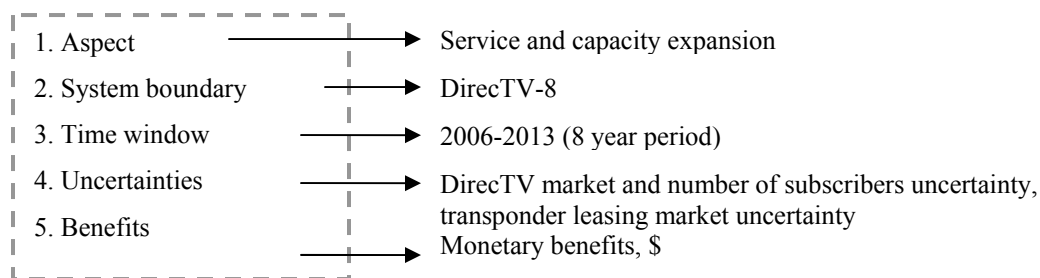 1. Aspect
Service and capacity expansion
2. System boundary
DirecTV-8
3. Time window
2006-2013 (8 year period)
4. Uncertainties
DirecTV market and number of subscribers uncertainty,
transponder leasing market uncertainty
5. Benefits
Monetary benefits, $